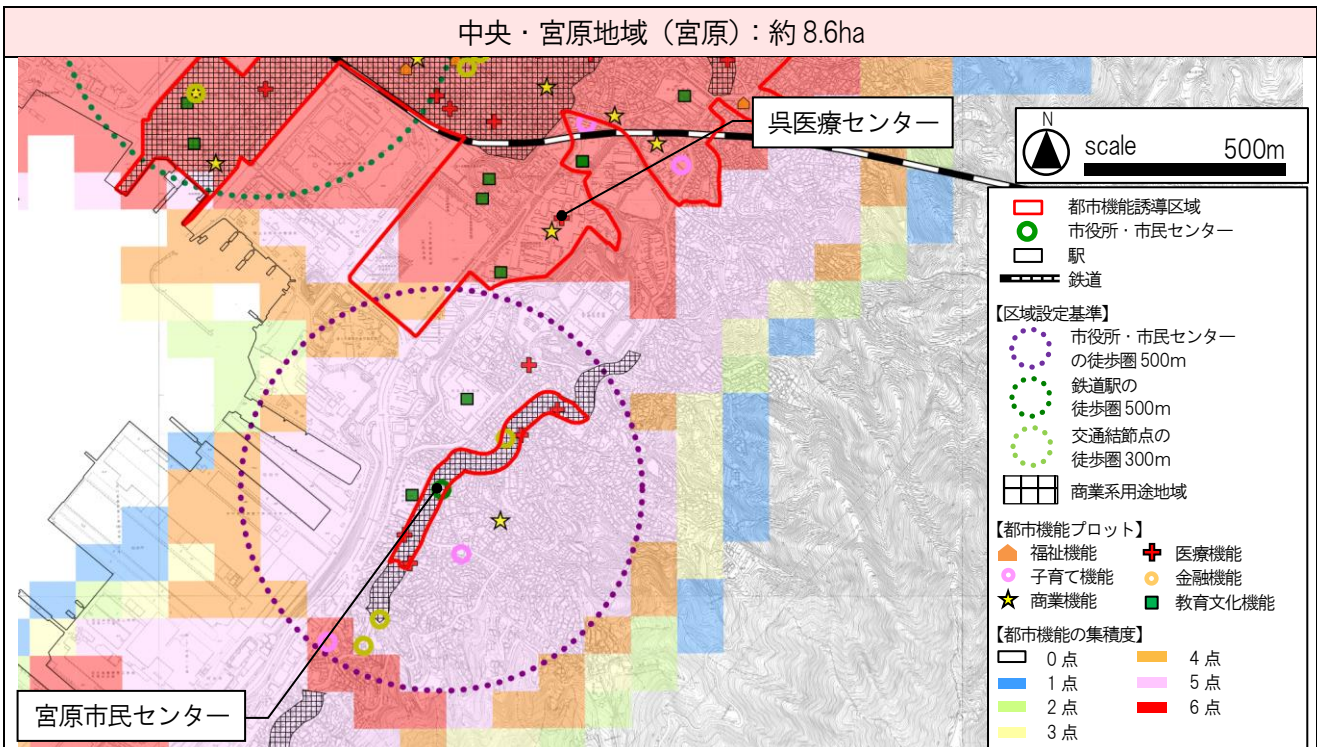 中央・宮原地域（宮原）：約 8.6ha
呉医療センター
N
scale 500m
都市機能誘導区域
市役所・市民センター
駅
鉄道
【区域設定基準】
市役所・市民センター
の徒歩圏 500m
鉄道駅の
徒歩圏 500m
交通結節点の
徒歩圏 300m
商業系用途地域
【都市機能プロット】
福祉機能 医療機能
子育て機能 金融機能
商業機能 教育文化機能
【都市機能の集積度】
0 点 4 点
1 点 5 点
2 点 6 点
3 点
宮原市民センター